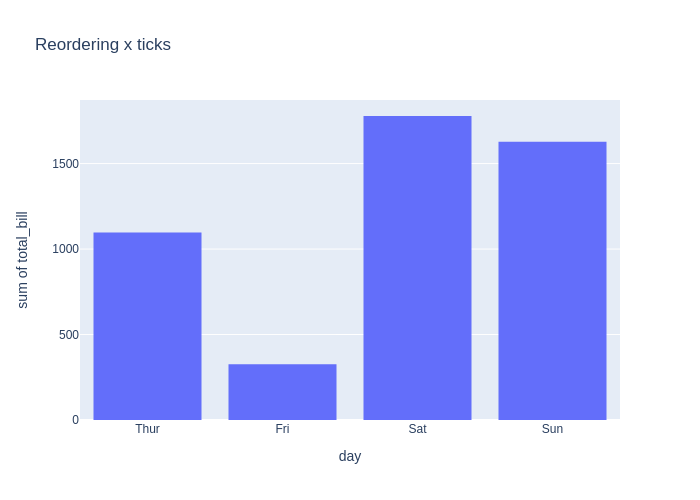 Reordering x ticks
sum of total_bill
1500
1000
500
0
Thur
Fri
Sat
Sun
day